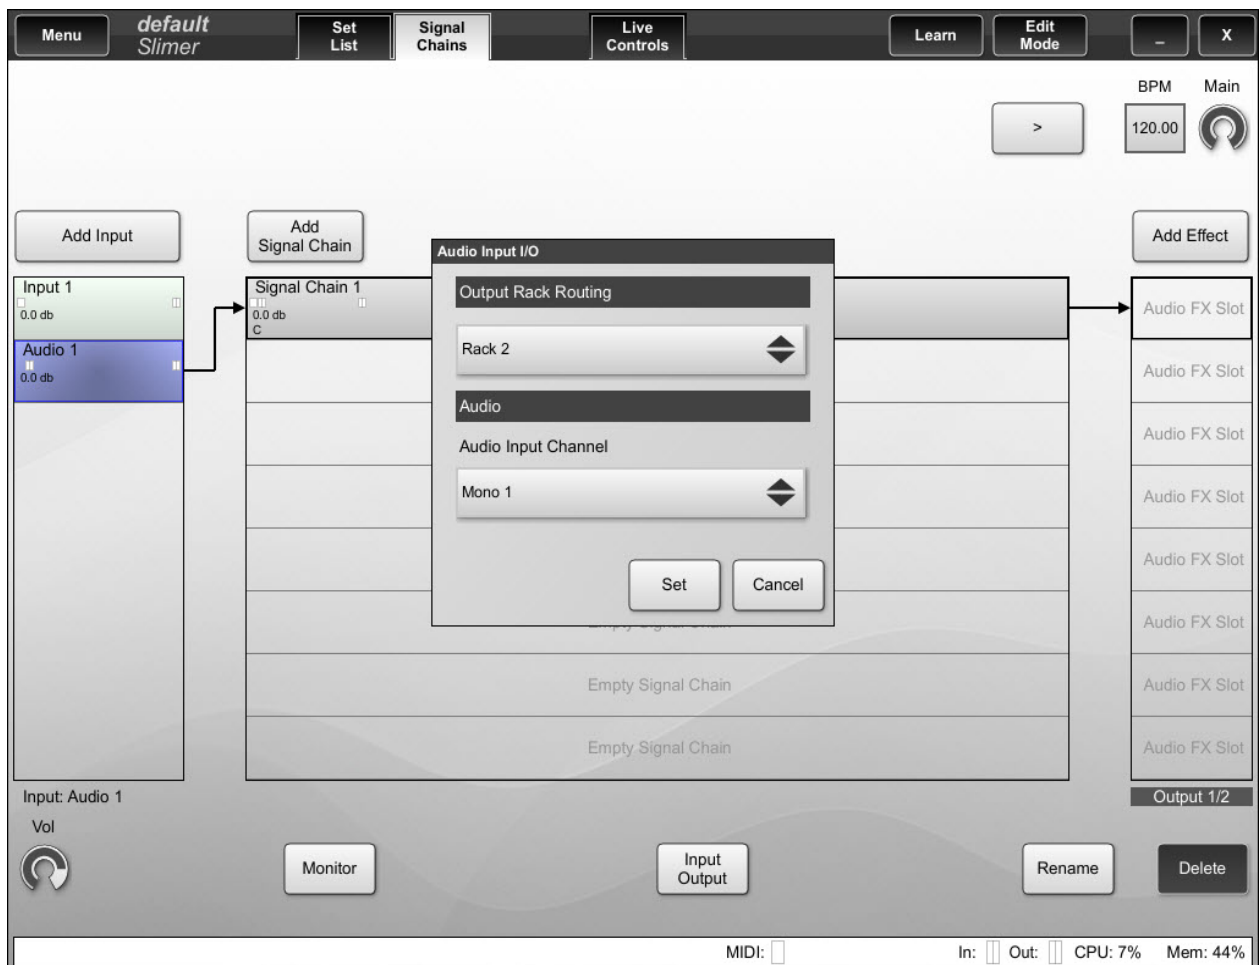 Menu
default
Slimer
Set
List
Signal
Chains
Live
Controls
Learn
Edit
Mode
_
X
BPM
Main
>
120.00
Add Input
Add
Signal Chain
Add Effect
Audio Input I/O
Input 1
0.0 db
Audio 1
0.0 db
Signal Chain 1
0.0 db
C
Output Rack Routing
Rack 2
Audio
Audio Input Channel
Mono 1
Set
Cancel
Empty Signal Chain
Empty Signal Chain
Empty Signal Chain
Audio FX Slot
Audio FX Slot
Audio FX Slot
Audio FX Slot
Audio FX Slot
Audio FX Slot
Audio FX Slot
Audio FX Slot
Input: Audio 1
Output 1/2
Vol
Monitor
Input
Output
Rename
Delete
MIDI:
In:
Out:
CPU: 7%
Mem: 44%